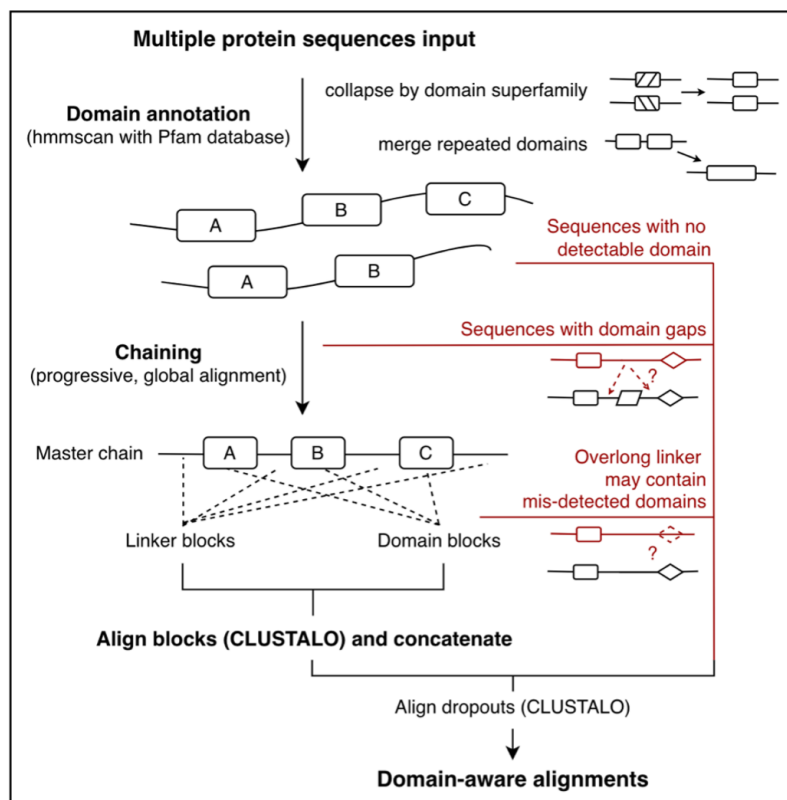 Multiple protein sequences input
collapse by domain superfamily
Domain annotation
(hmmscan with Pfam database)
merge repeated domains
A
B
C
Sequences with no
detectable domain
A
B
Sequences with domain gaps
Chaining
(progressive, global alignment)
?
Master chain
A
B
C
Overlong linker
may contain
mis-detected domains
Linker blocks
Domain blocks
?
Align blocks (CLUSTALO) and concatenate
Align dropouts (CLUSTALO)
Domain-aware alignments